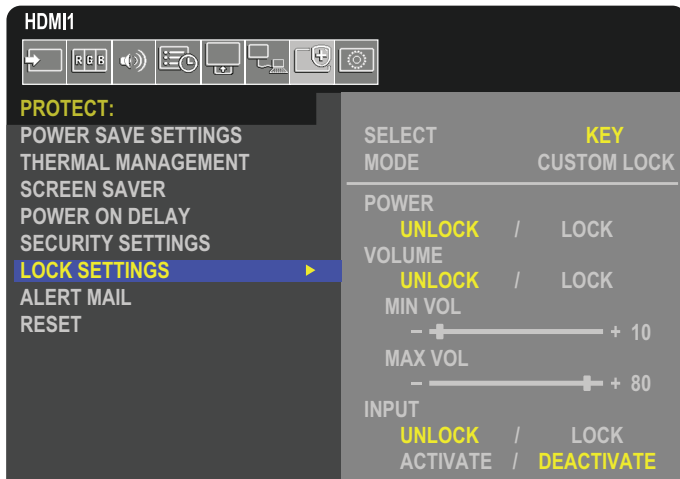 HDMI1
R G B
PROTECT:
POWER SAVE SETTINGS
THERMAL MANAGEMENT
SCREEN SAVER
POWER ON DELAY
SECURITY SETTINGS
LOCK SETTINGS
ALERT MAIL
RESET
SELECT KEY
MODE CUSTOM LOCK
POWER
UNLOCK / LOCK
VOLUME
UNLOCK / LOCK
MIN VOL
- + 10
MAX VOL
- + 80
INPUT
UNLOCK / LOCK
ACTIVATE / DEACTIVATE